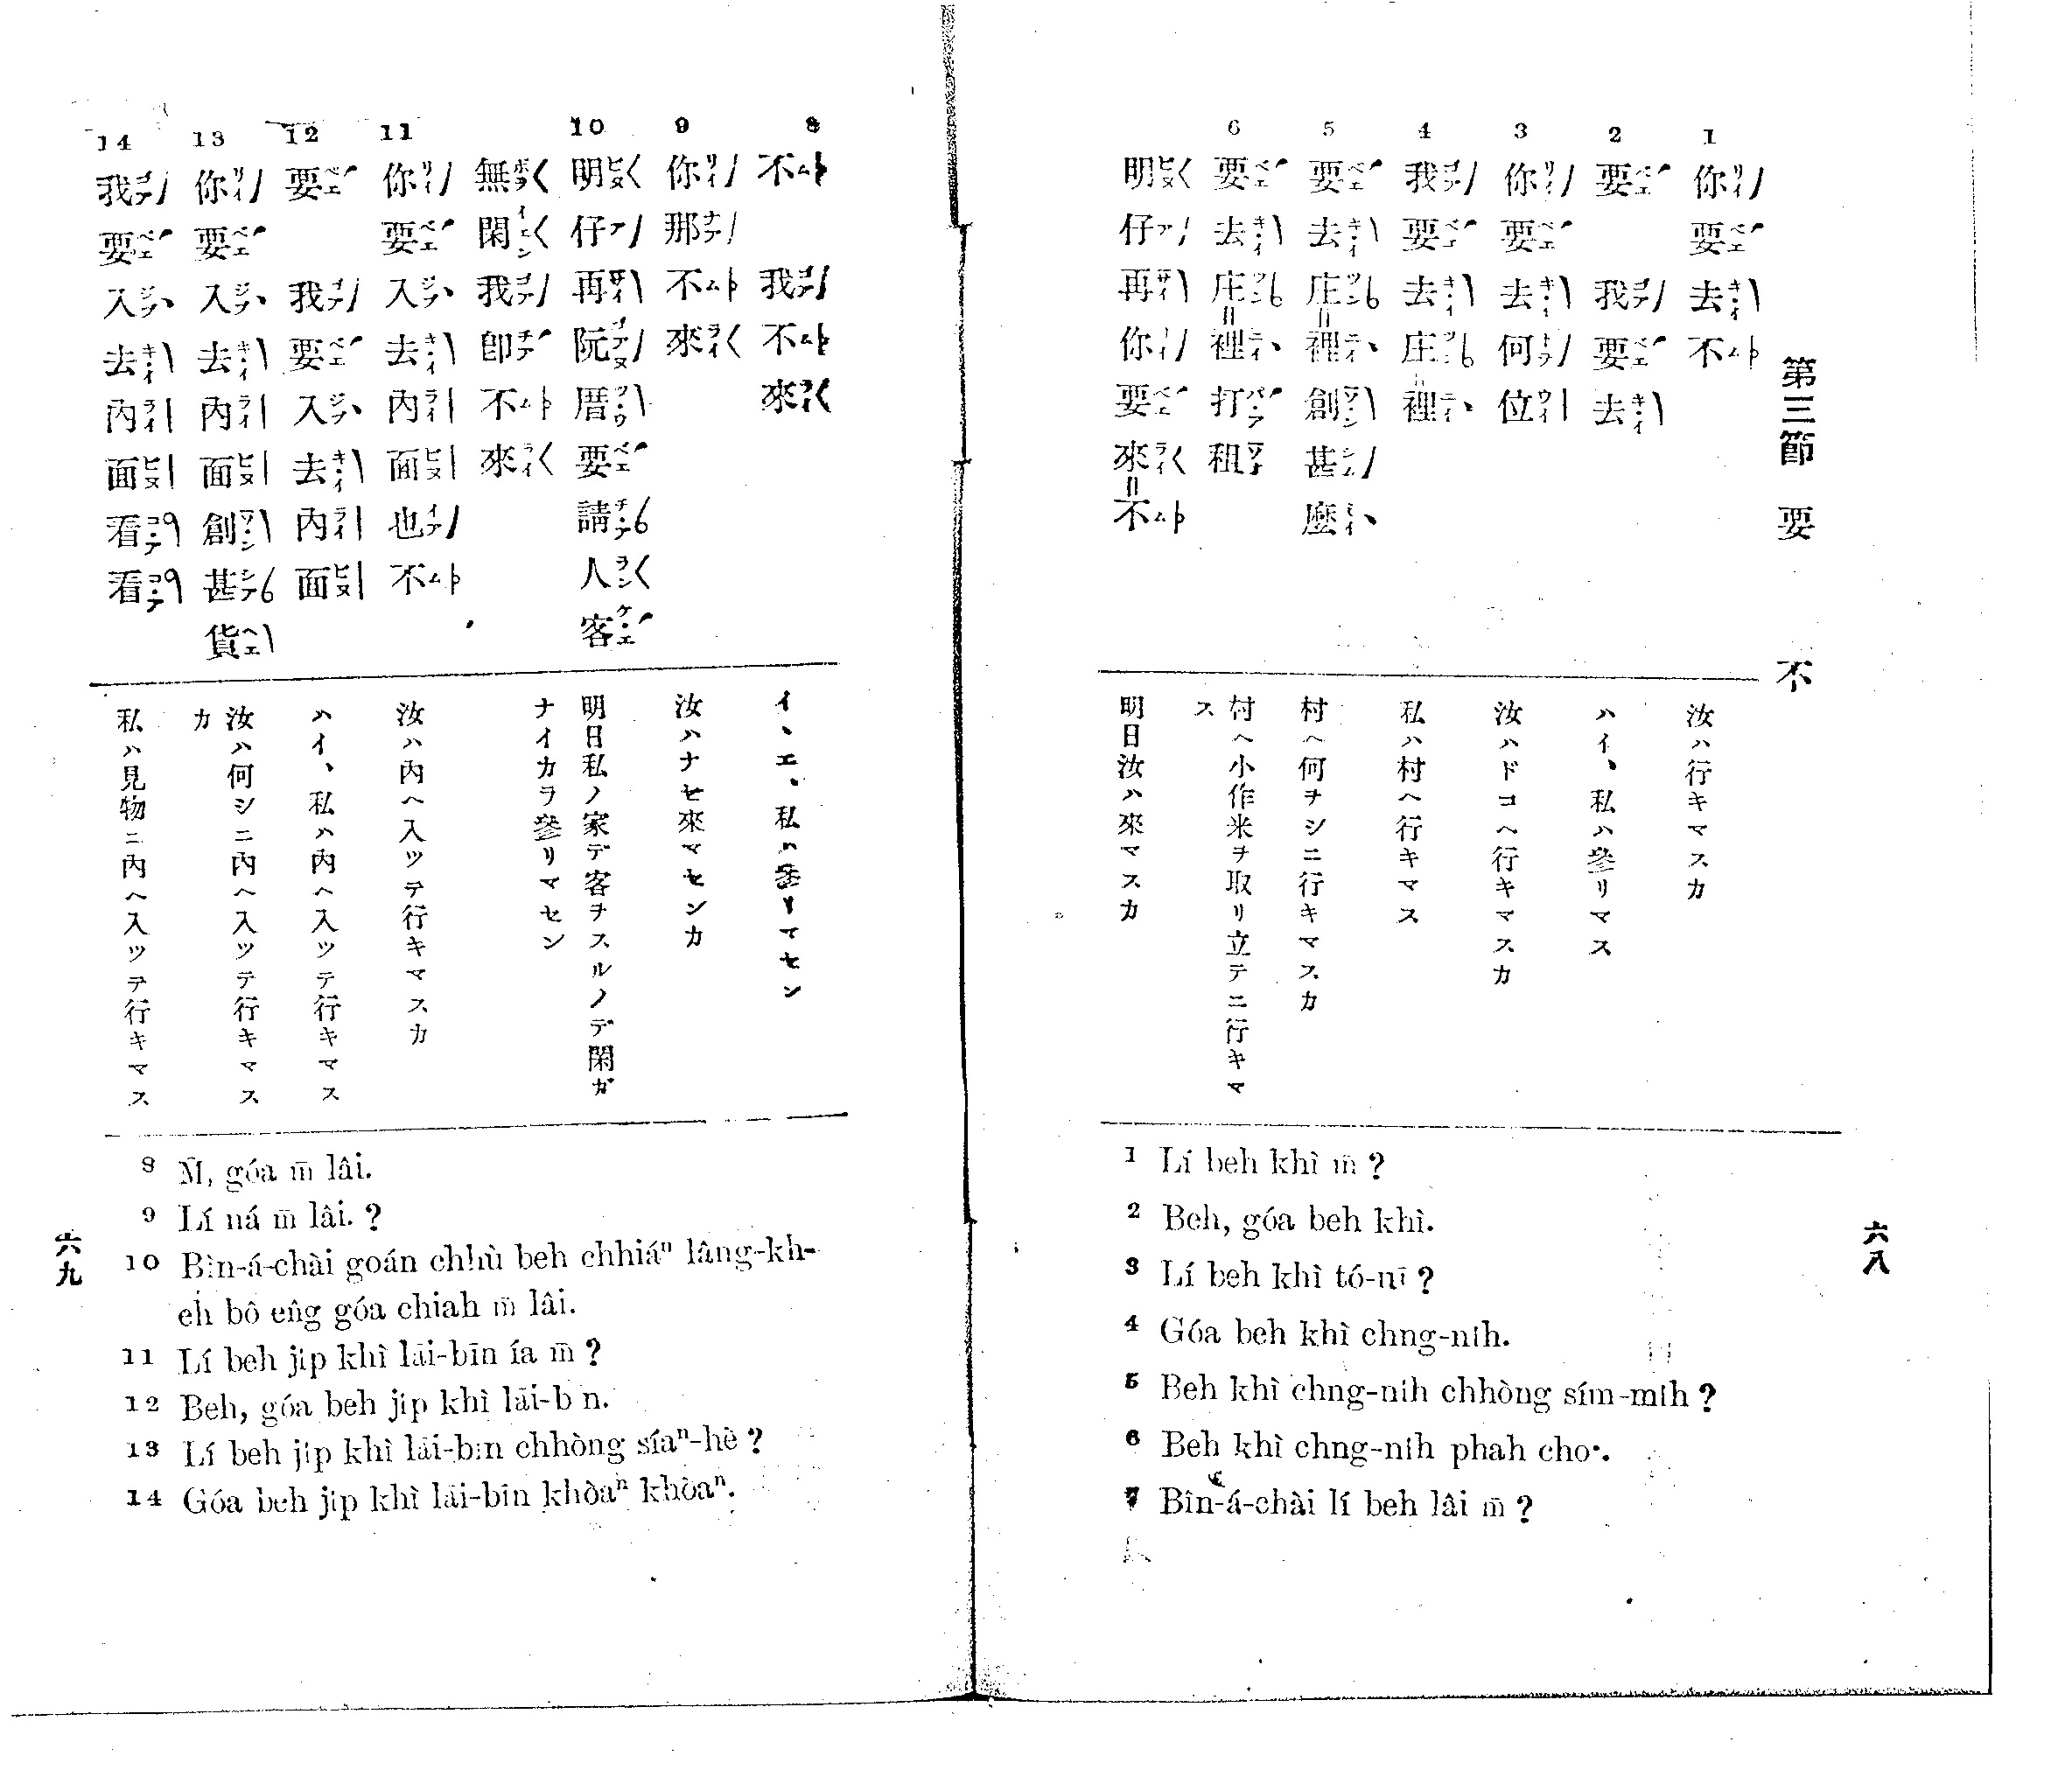 第三節 要 不
1 你要去不
2 要 我要去
3 你要去何位
4 我要去庄裡
5 要去庄裡創甚麼
6 要去庄裡打租
明仔再你要來不
汝ハ行キマスカ
ハイ、私ハ參リマス
汝ハドコヘ行キマスカ
私ハ村ヘ行キマス
村ヘ何ヲシニ行キマスカ
村ヘ小作米ヲ取リ立テニ行キマ
ス
明日汝ハ來マスカ
1 Lí beh khì m̄ ?
2 Beh, góa beh khì.
3 Lí beh khì tó-uī ?
4 Góa beh khì chng-nih.
5 Beh khì chng-nih chhòng sím-mih ?
6 Beh khì chng-nih phah cho͘.
7 Bîn-á-chài lí beh lâi m̄ ?
六八
8 不 我不來
9 你那不來
10 明仔再阮厝要請人客
無閑我卽不來
11 你要入去內面也不
12 要 我要入去內面
13 你要入去內面創甚貨
14 我要入去內面看看
イヽエ、私ハ參リマセン
汝ハナゼ來マセンカ
明日私ノ家デ客ヲスルノデ閑ガ
ナイカラ參リマセン
汝ハ內ヘ入ツテ行キマスカ
ハイ、私ハ內ヘ入ツテ行キマス
汝ハ何シニ內ヘ入ツテ行キマス
カ
私ハ見物ニ內ヘ入ツテ行キマス
8 M̄, góa m̄ lâi.
9 Lí ná m̄ lâi. ?
10 Bîn-á-chài goán chhù beh chhiáⁿ lâng-kh-
eh bô eng góa chiah m̄ lâi.
11 Lí beh ji̍p khì lāi-bīn ía m̄ ?
12 Beh, góa beh ji̍p khì lāi-b n.
13 Lí beh ji̍p khì lāi-bīn chhòng síaⁿ-hè ?
14 Góa beh ji̍p khì lāi-bīn khòaⁿ khòaⁿ.
六九